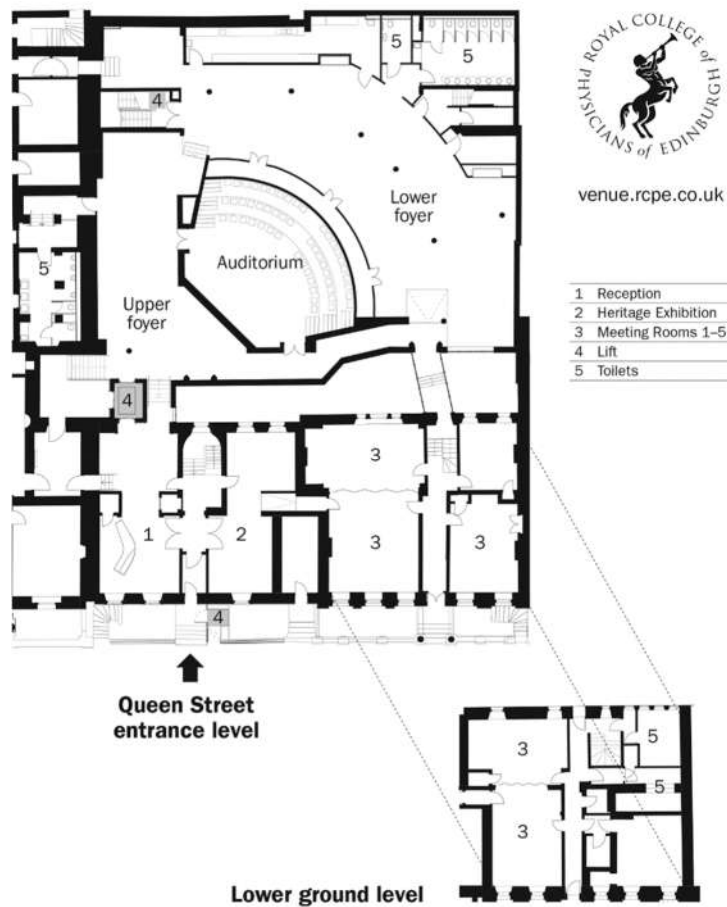 5
5
ROYAL COLLEGE of
PHYSICIANS of EDINBURGH
4
venue.rcpe.co.uk
Lower
foyer
Auditorium
5
Upper
foyer
1 Reception
2 Heritage Exhibition
3 Meeting Rooms 1–5
4 Lift
5 Toilets
4
3
1
2
3
3
4
Queen Street
entrance level
3
5
5
3
Lower ground level